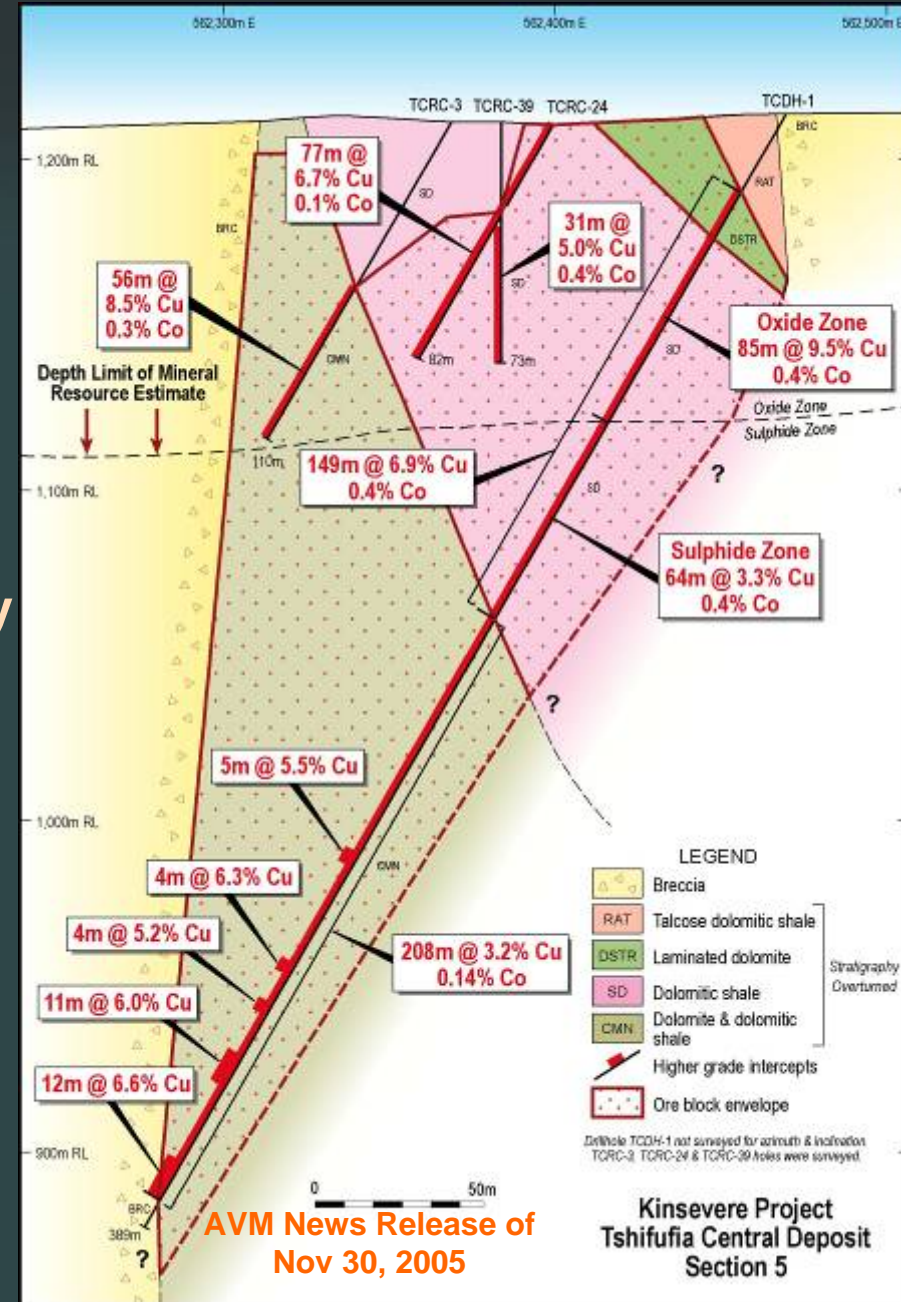 562,300m E
562,400m E
562,500m E
TCRC-3
TCRC-39
TCRC-24
TCDH-1
BRC
1,200m RL
77m @
6.7% Cu
0.1% Co
SD
RAT
BRC
31m @
5.0% Cu
0.4% Co
DSTR
SD
56m @
8.5% Cu
0.3% Co
Oxide Zone
85m @ 9.5% Cu
0.4% Co
CMN
82m
73m
SD
Depth Limit of Mineral
Resource Estimate
Oxide Zone
Sulphide Zone
110m
149m @ 6.9% Cu
0.4% Co
?
1,100m RL
SD
Sulphide Zone
64m @ 3.3% Cu
0.4% Co
y
?
5m @ 5.5% Cu
1,000m RL
CMN
4m @ 6.3% Cu
4m @ 5.2% Cu
208m @ 3.2% Cu
0.14% Co
11m @ 6.0% Cu
12m @ 6.6% Cu
900m RL
BRC
389m
?
LEGEND
Breccia
RAT Talcose dolomitic shale
DSTR Laminated dolomite
SD Dolomitic shale
CMN Dolomite & dolomitic
shale
Stratigraphy
Overturned
Higher grade intercepts
Ore block envelope
Drillhole TCDH-1 not surveyed for azimuth & inclination
TCRC-3, TCRC-24 & TCRC-39 holes were surveyed.
0
50m
AVM News Release of
Nov 30, 2005
Kinsevere Project
Tshifufia Central Deposit
Section 5